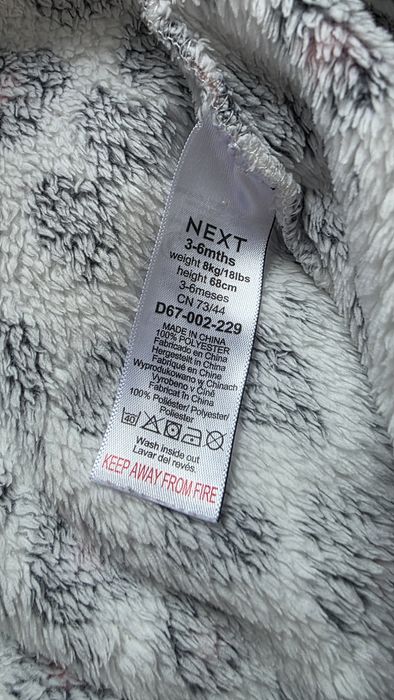 NEXT
3-6mths
weight 8kg/18lbs
height 68cm
3-6meses
CN 73/44
D67-002-229
MADE IN CHINA
100% POLYESTER
Fabricado en China
Hergestellt in China
Fabriqué en Chine
Wyprodukowano w Chinach
Vyrobeno v Číně
Fabricat în China
100% Poliéster/ Polyester/
Poliester
40
Wash inside out
Lavar del revés.
KEEP AWAY FROM FIRE